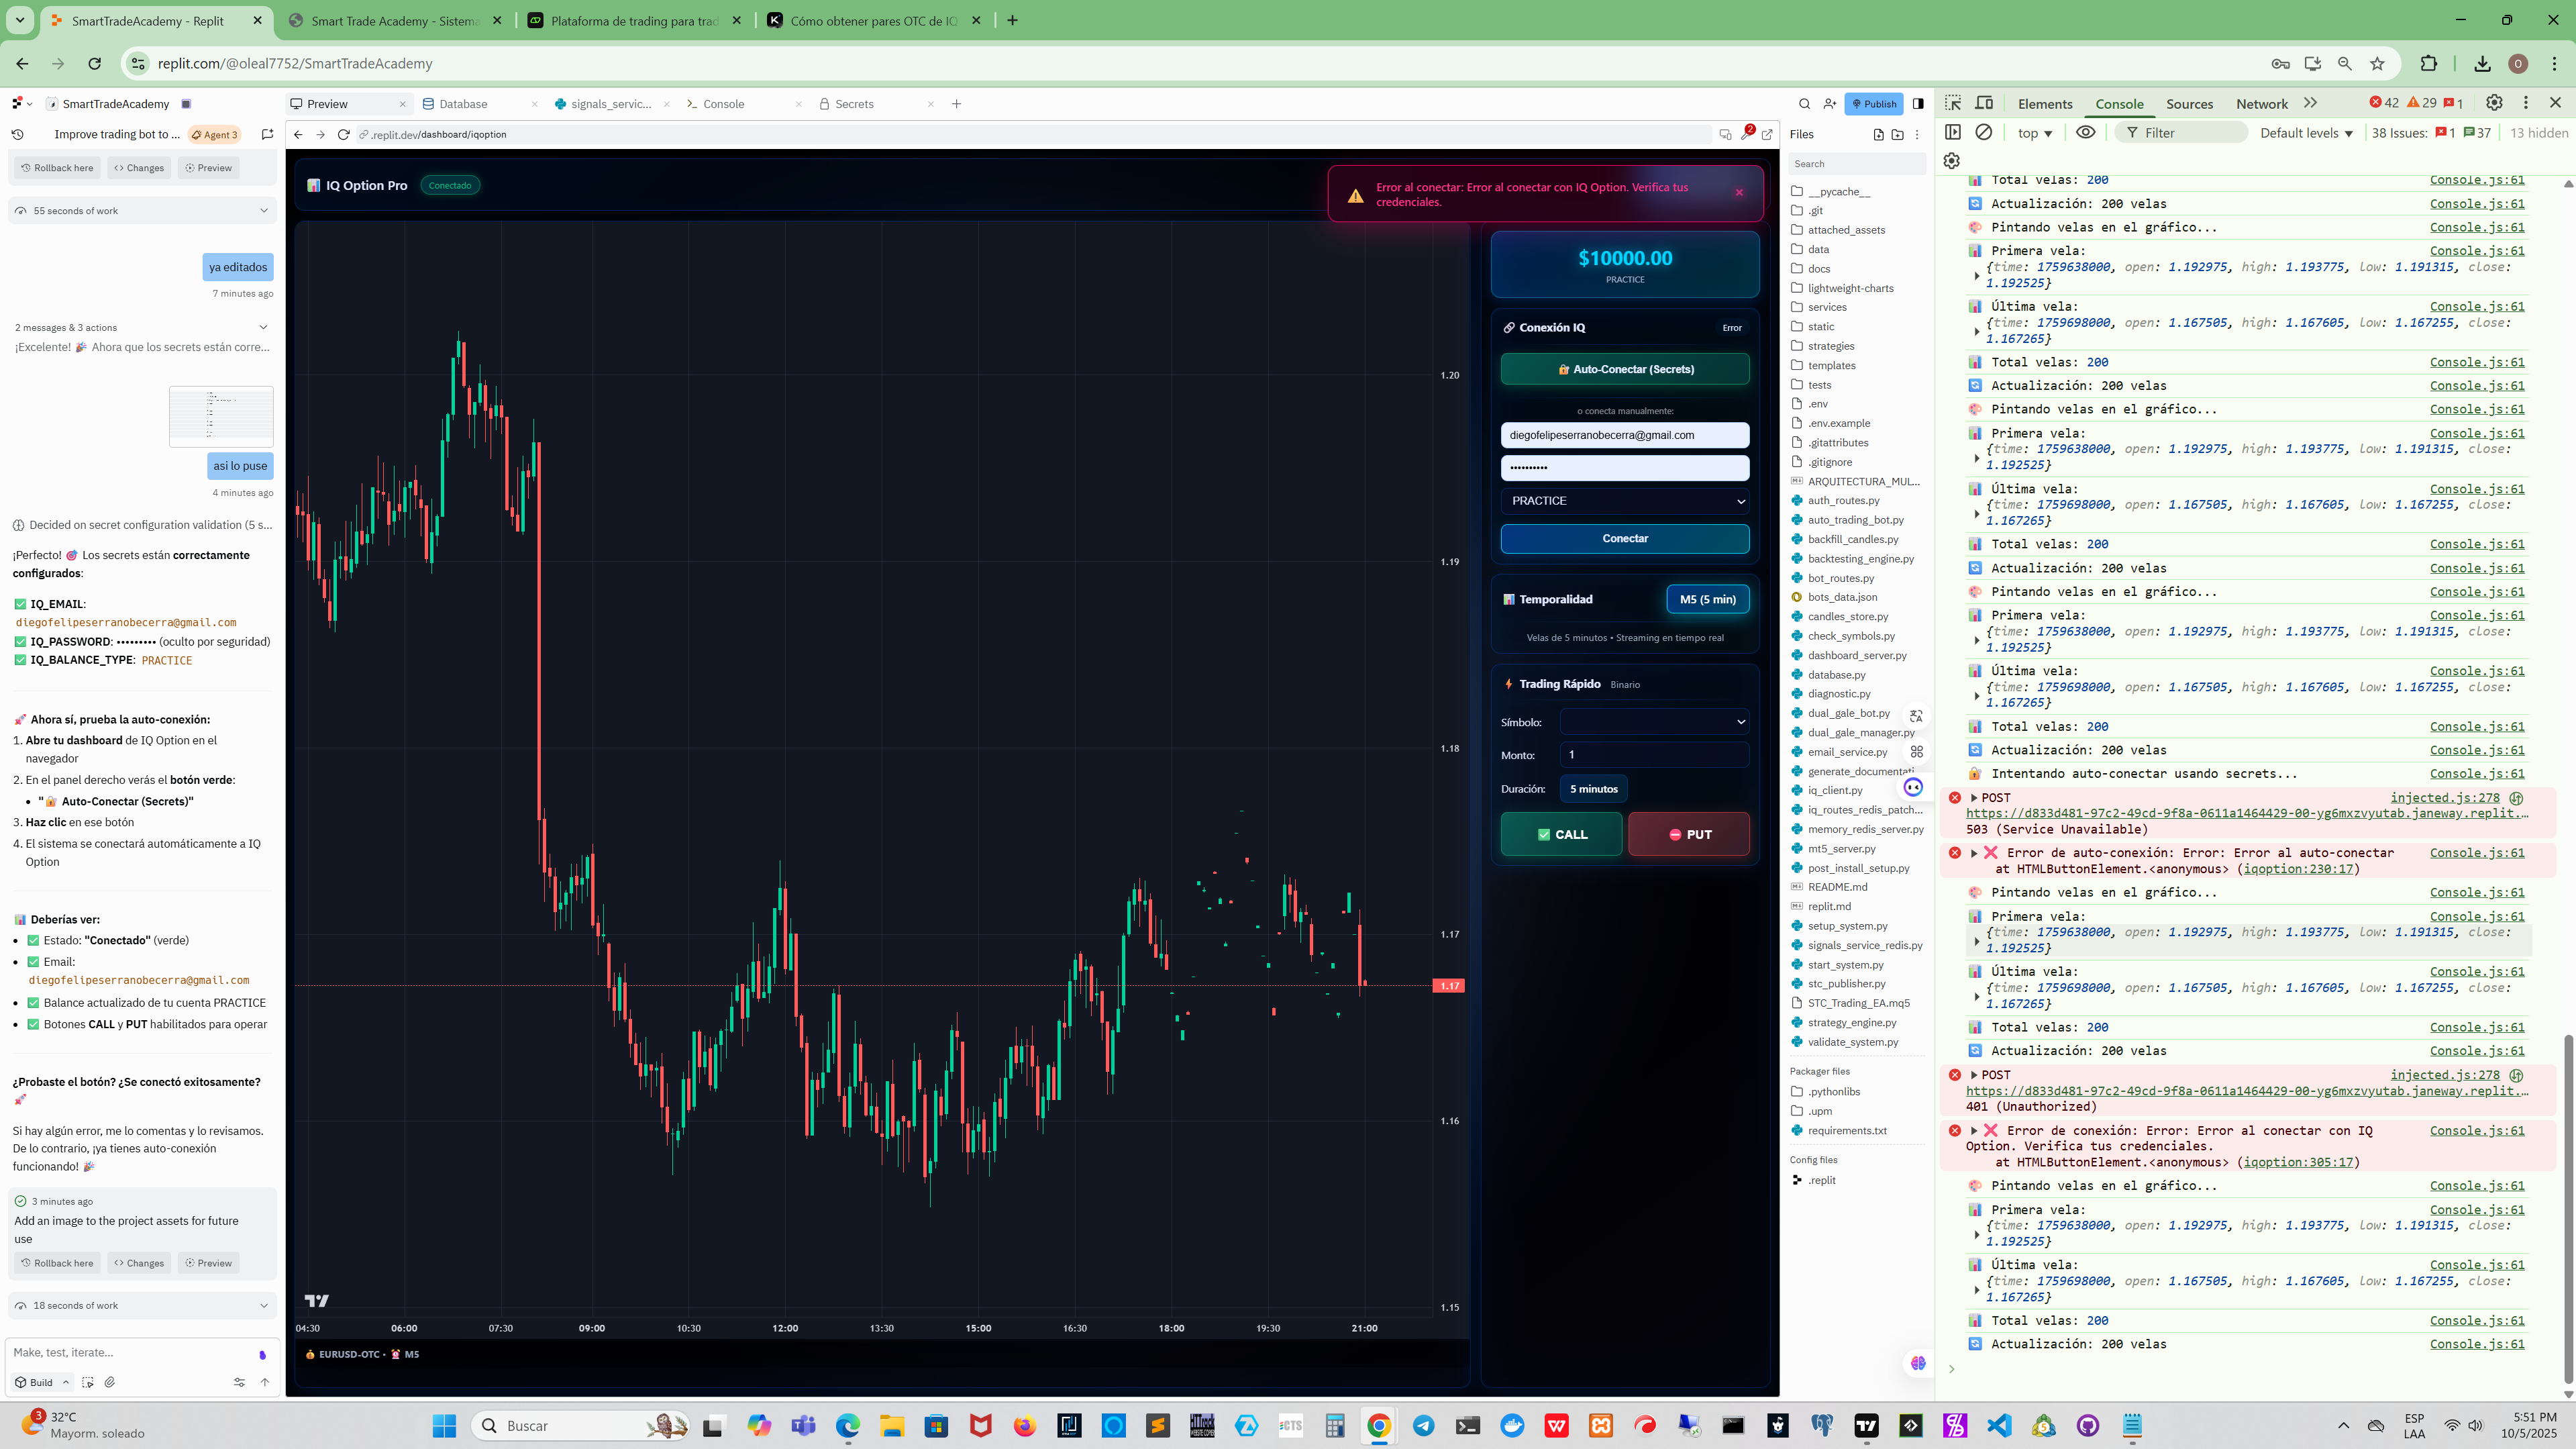 SmartTradeAcademy - Replit
Smart Trade Academy - Sistema
Plataforma de trading para trad
Cómo obtener pares OTC de IQ
replit.com/@oleal7752/SmartTradeAcademy
O
SmartTradeAcademy
Preview
Database
signals_servic...
Console
Secrets
Publish
Improve trading bot to ...
Agent 3
Rollback here
Changes
Preview
55 seconds of work
ya editados
7 minutes ago
2 messages & 3 actions
¡Excelente! 🎉 Ahora que los secrets están corre...
asi lo puse
4 minutes ago
Decided on secret configuration validation (5 s...
¡Perfecto! 🎯 Los secrets están correctamente
configurados:
✅ IQ_EMAIL:
diegofelipeserranobecerra@gmail.com
✅ IQ_PASSWORD: ••••••••• (oculto por seguridad)
✅ IQ_BALANCE_TYPE: PRACTICE
🚀 Ahora sí, prueba la auto-conexión:
1. Abre tu dashboard de IQ Option en el
navegador
2. En el panel derecho verás el botón verde:
• "🔐 Auto-Conectar (Secrets)"
3. Haz clic en ese botón
4. El sistema se conectará automáticamente a IQ
Option
📊 Deberías ver:
• ✅ Estado: "Conectado" (verde)
• ✅ Email:
diegofelipeserranobecerra@gmail.com
• ✅ Balance actualizado de tu cuenta PRACTICE
• ✅ Botones CALL y PUT habilitados para operar
¿Probaste el botón? ¿Se conectó exitosamente?
🚀
Si hay algún error, me lo comentas y lo revisamos.
De lo contrario, ¡ya tienes auto-conexión
funcionando! 🎉
3 minutes ago
Add an image to the project assets for future
use
Rollback here
Changes
Preview
18 seconds of work
Make, test, iterate...
Build
.replit.dev/dashboard/iqoption
2
📊 IQ Option Pro
Conectado
Error al conectar: Error al conectar con IQ Option. Verifica tus
credenciales.
1.20
1.19
1.18
1.17
1.17
1.16
1.15
04:30
06:00
07:30
09:00
10:30
12:00
13:30
15:00
16:30
18:00
19:30
21:00
💰 EURUSD-OTC • ⏰ M5
$10000.00
PRACTICE
🔗 Conexión IQ
Error
🔐 Auto-Conectar (Secrets)
o conecta manualmente:
diegofelipeserranobecerra@gmail.com
••••••••••
PRACTICE
Conectar
📊 Temporalidad
M5 (5 min)
Velas de 5 minutos • Streaming en tiempo real
⚡ Trading Rápido Binario
Símbolo:
Monto:
1
Duración:
5 minutos
✅ CALL
⛔ PUT
Files
Search
__pycache__
.git
attached_assets
data
docs
lightweight-charts
services
static
strategies
templates
tests
.env
.env.example
.gitattributes
.gitignore
ARQUITECTURA_MUL...
auth_routes.py
auto_trading_bot.py
backfill_candles.py
backtesting_engine.py
bot_routes.py
bots_data.json
candles_store.py
check_symbols.py
dashboard_server.py
database.py
diagnostic.py
dual_gale_bot.py
dual_gale_manager.py
email_service.py
generate_documentati
iq_client.py
iq_routes_redis_patch...
memory_redis_server.py
mt5_server.py
post_install_setup.py
README.md
replit.md
setup_system.py
signals_service_redis.py
start_system.py
stc_publisher.py
STC_Trading_EA.mq5
strategy_engine.py
validate_system.py
Packager files
.pythonlibs
.upm
requirements.txt
Config files
.replit
Elements
Console
Sources
Network
42
29
1
top
Filter
Default levels
38 Issues:
1
37
13 hidden
Total velas: 200 Console.js:61
Actualización: 200 velas Console.js:61
Pintando velas en el gráfico... Console.js:61
Primera vela: Console.js:61
{time: 1759638000, open: 1.192975, high: 1.193775, low: 1.191315, close:
1.192525}
Última vela: Console.js:61
{time: 1759698000, open: 1.167505, high: 1.167605, low: 1.167255, close:
1.167265}
Total velas: 200 Console.js:61
Actualización: 200 velas Console.js:61
Pintando velas en el gráfico... Console.js:61
Primera vela: Console.js:61
{time: 1759638000, open: 1.192975, high: 1.193775, low: 1.191315, close:
1.192525}
Última vela: Console.js:61
{time: 1759698000, open: 1.167505, high: 1.167605, low: 1.167255, close:
1.167265}
Total velas: 200 Console.js:61
Actualización: 200 velas Console.js:61
Pintando velas en el gráfico... Console.js:61
Primera vela: Console.js:61
{time: 1759638000, open: 1.192975, high: 1.193775, low: 1.191315, close:
1.192525}
Última vela: Console.js:61
{time: 1759698000, open: 1.167505, high: 1.167605, low: 1.167255, close:
1.167265}
Total velas: 200 Console.js:61
Actualización: 200 velas Console.js:61
Intentando auto-conectar usando secrets... Console.js:61
POST injected.js:278
https://d833d481-97c2-49cd-9f8a-0611a1464429-00-yg6mxzvyutab.janeway.replit.…
503 (Service Unavailable)
❌ Error de auto-conexión: Error: Error al auto-conectar Console.js:61
at HTMLButtonElement.<anonymous> (iqoption:230:17)
Pintando velas en el gráfico... Console.js:61
Primera vela: Console.js:61
{time: 1759638000, open: 1.192975, high: 1.193775, low: 1.191315, close:
1.192525}
Última vela: Console.js:61
{time: 1759698000, open: 1.167505, high: 1.167605, low: 1.167255, close:
1.167265}
Total velas: 200 Console.js:61
Actualización: 200 velas Console.js:61
POST injected.js:278
https://d833d481-97c2-49cd-9f8a-0611a1464429-00-yg6mxzvyutab.janeway.replit.…
401 (Unauthorized)
❌ Error de conexión: Error: Error al conectar con IQ Console.js:61
Option. Verifica tus credenciales.
at HTMLButtonElement.<anonymous> (iqoption:305:17)
Pintando velas en el gráfico... Console.js:61
Primera vela: Console.js:61
{time: 1759638000, open: 1.192975, high: 1.193775, low: 1.191315, close:
1.192525}
Última vela: Console.js:61
{time: 1759698000, open: 1.167505, high: 1.167605, low: 1.167255, close:
1.167265}
Total velas: 200 Console.js:61
Actualización: 200 velas Console.js:61
3
32°C
Mayorm. soleado
Buscar
ESP
LAA
5:51 PM
10/5/2025